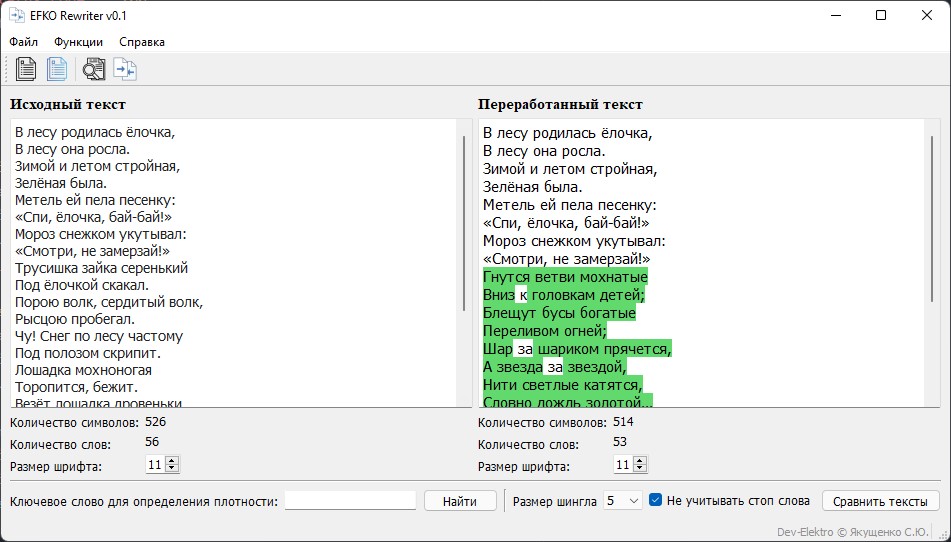 EFKO Rewriter v0.1
Файл Функции Справка
Исходный текст
В лесу родилась ёлочка,
В лесу она росла.
Зимой и летом стройная,
Зелёная была.
Метель ей пела песенку:
«Спи, ёлочка, бай-бай!»
Мороз снежком укутывал:
«Смотри, не замерзай!»
Трусишка зайка серенький
Под ёлочкой скакал.
Порою волк, сердитый волк,
Рысцою пробегал.
Чу! Снег по лесу частому
Под полозом скрипит.
Лошадка мохноногая
Торопится, бежит.
Везёт лошадка дровеньки
Количество символов: 526
Количество слов: 56
Размер шрифта: 11
Переработанный текст
В лесу родилась ёлочка,
В лесу она росла.
Зимой и летом стройная,
Зелёная была.
Метель ей пела песенку:
«Спи, ёлочка, бай-бай!»
Мороз снежком укутывал:
«Смотри, не замерзай!»
Гнутся ветви мохнатые
Вниз к головкам детей;
Блещут бусы богатые
Переливом огней;
Шар за шариком прячется,
А звезда за звездой,
Нити светлые катятся,
Словно дождь золотой...
Количество символов: 514
Количество слов: 53
Размер шрифта: 11
Ключевое слово для определения плотности: Найти Размер шингла 5 Не учитывать стоп слова Сравнить тексты
Dev-Elektro © Якущенко С.Ю.